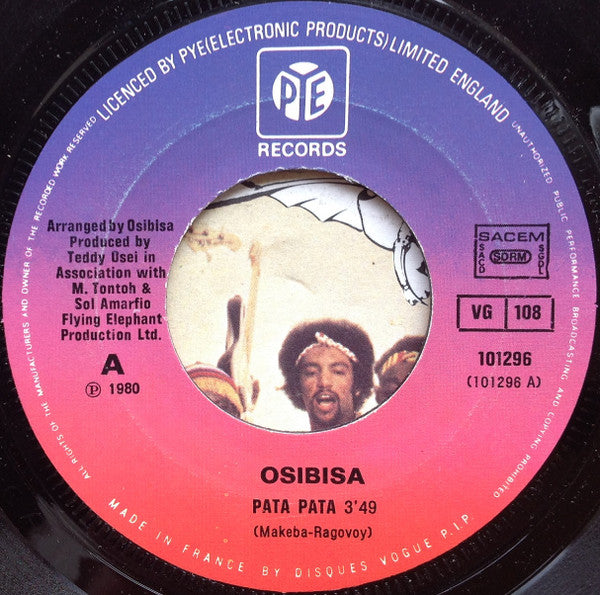 LICENCED BY PYE (ELECTRONIC PRODUCTS) LIMITED ENGLAND
UNAUTHORIZED PUBLIC PERFORMANCE BROADCASTING AND COPYING PROHIBITED
ALL RIGHTS OF THE MANUFACTURERS AND OWNER OF THE RECORDED WORK RESERVED
PYE
RECORDS
Arranged by Osibisa
Produced by
Teddy Osei in
Association with
M. Tontoh &
Sol Amarfio
Flying Elephant
Production Ltd.
A
℗ 1980
SACEM
SACD
SDRM
SGDL
VG 108
101296
(101296 A)
OSIBISA
PATA PATA 3'49
(Makeba-Ragovoy)
MADE IN FRANCE BY DISQUES VOGUE P.I.P.